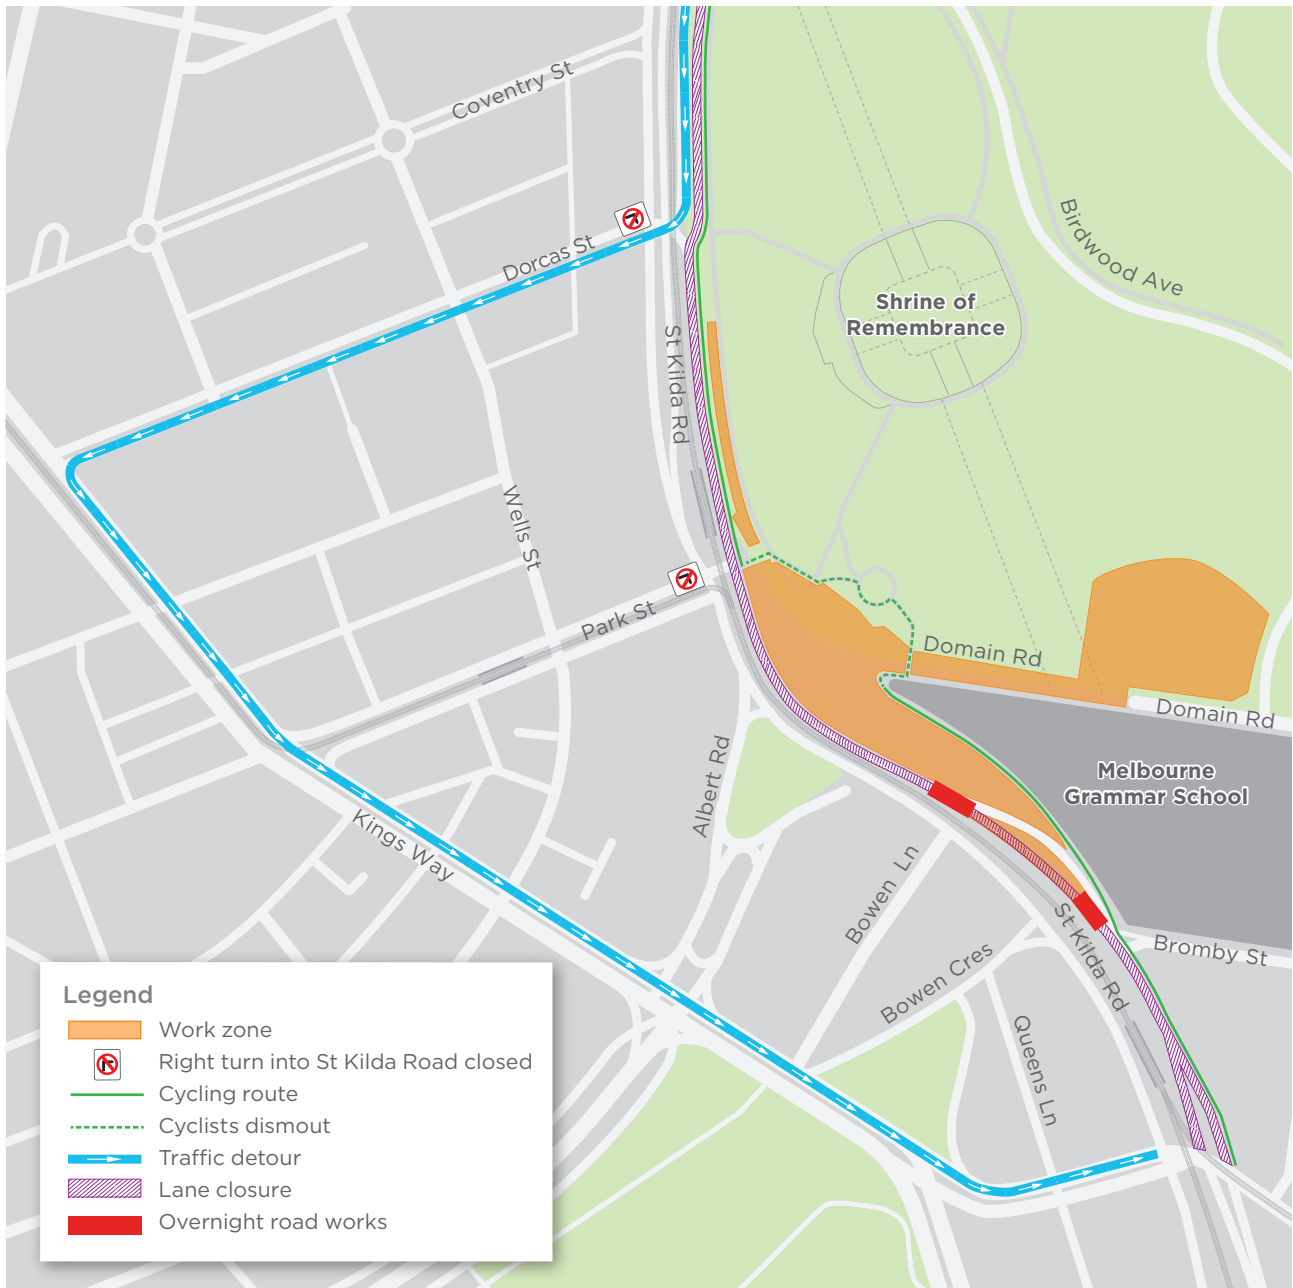 Coventry St
Dorcas St
Birdwood Ave
Shrine of
Remembrance
St Kilda Rd
Wells St
Park St
Domain Rd
Domain Rd
Albert Rd
Melbourne
Grammar School
Kings Way
Bowen Ln
St Kilda Rd
Bromby St
Bowen Cres
Queens Ln
Legend
Work zone
Right turn into St Kilda Road closed
Cycling route
Cyclists dismout
Traffic detour
Lane closure
Overnight road works